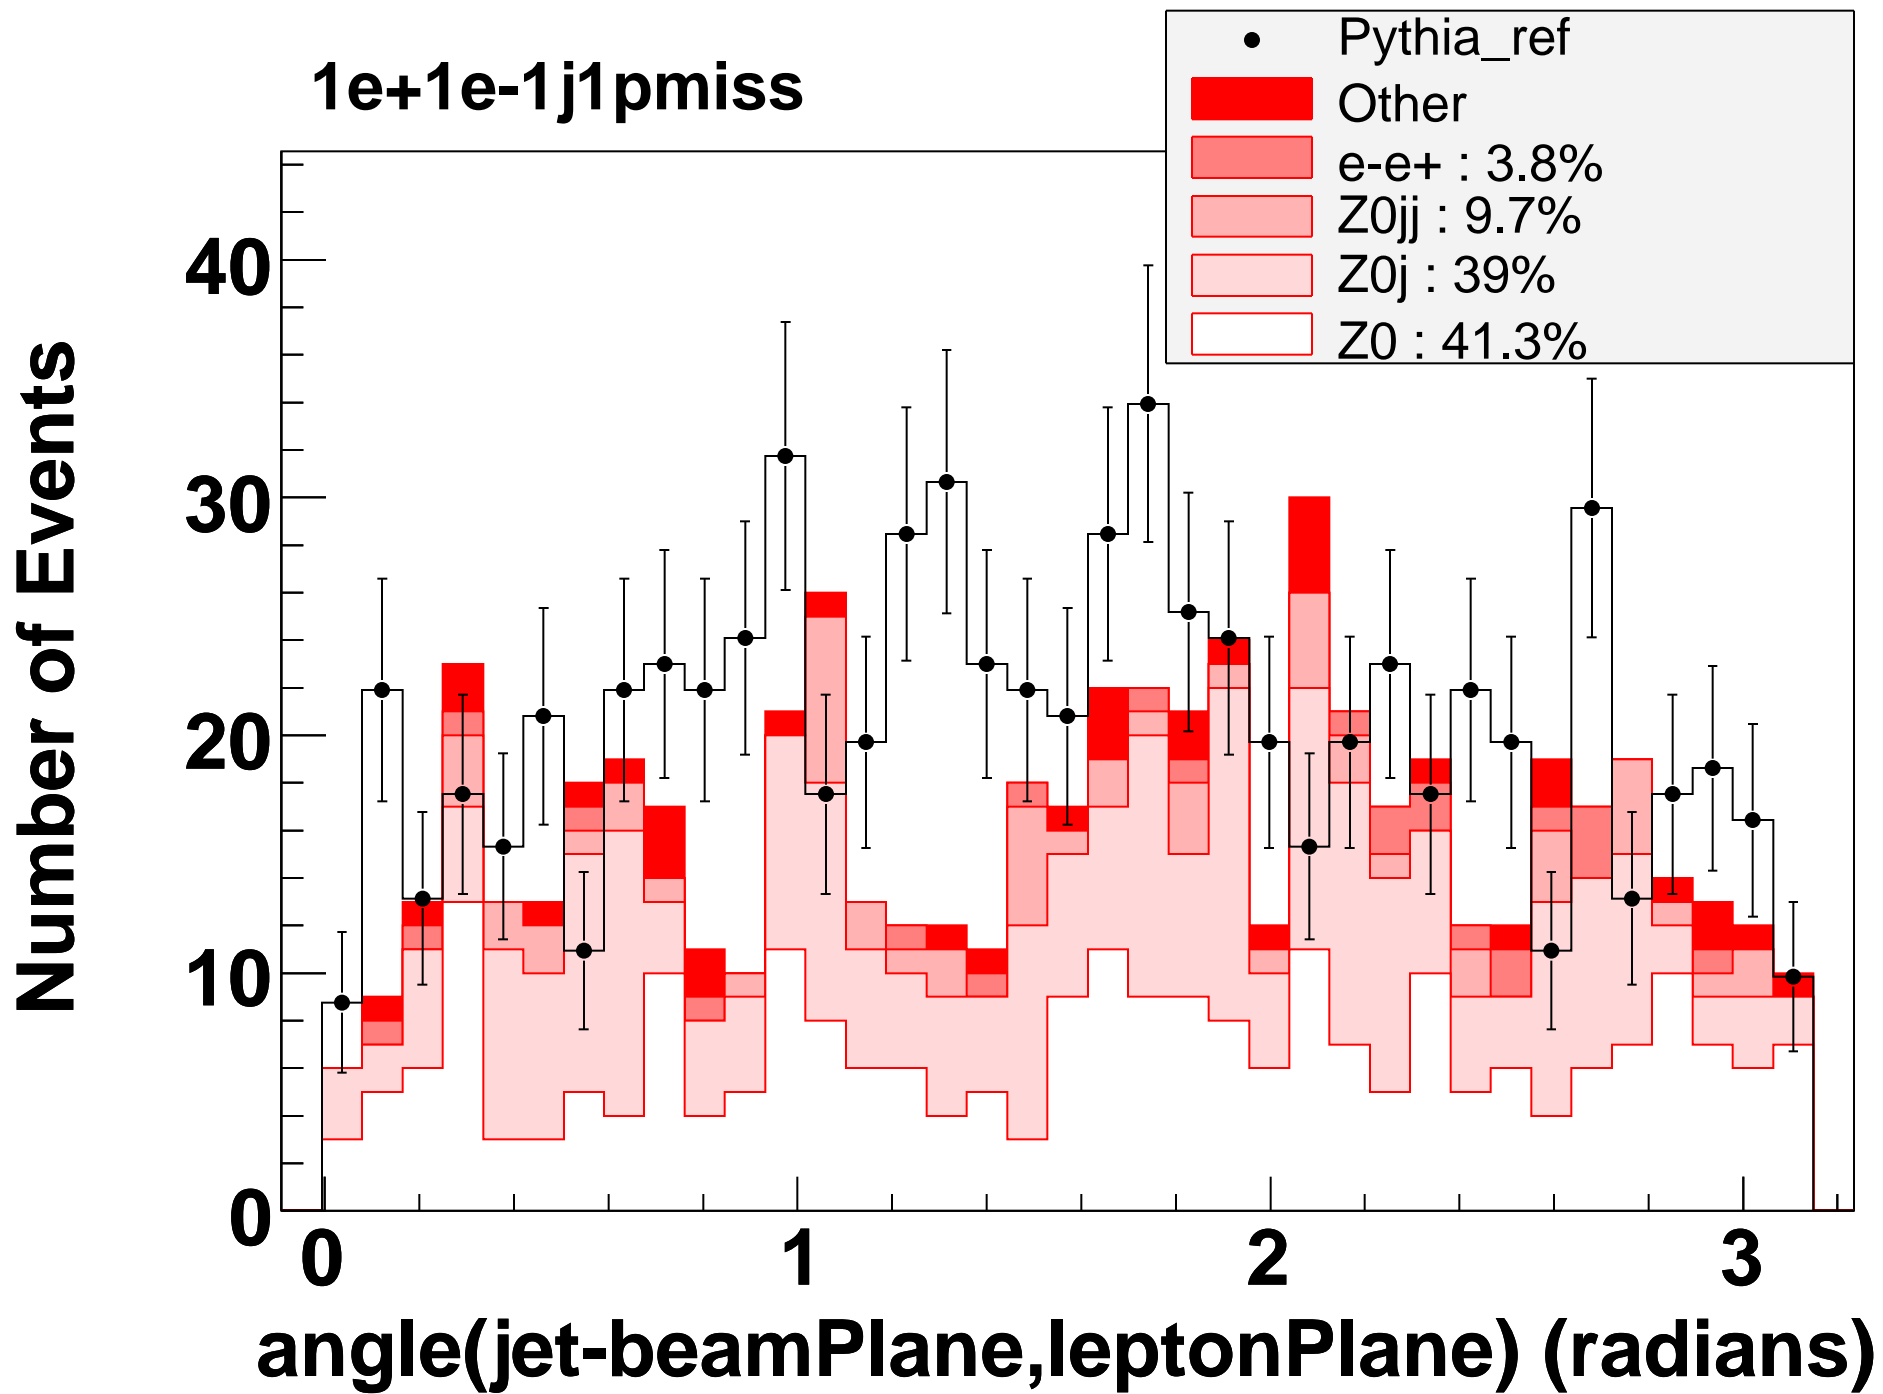 1e+1e-1j1pmiss
Pythia_ref
Other
e-e+ : 3.8%
Z0jj : 9.7%
Z0j : 39%
Z0 : 41.3%
Number of Events
40
30
20
10
0
0 1 2 3
angle(jet-beamPlane,leptonPlane) (radians)